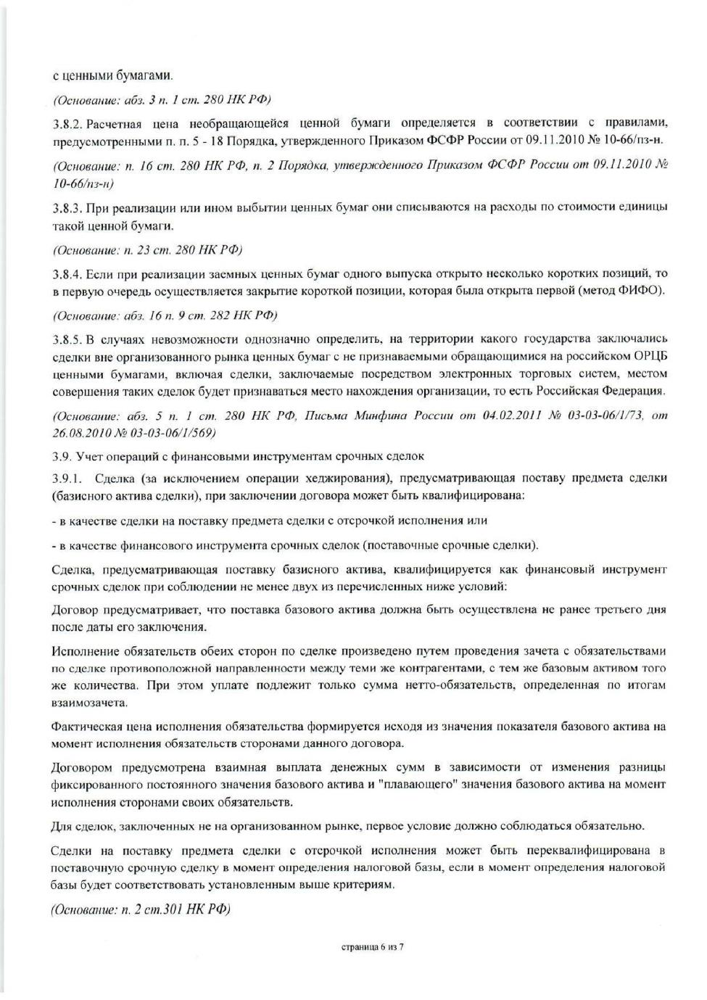 с ценными бумагами.
(Основание: абз. 3 п. 1 ст. 280 НК РФ)
3.8.2. Расчетная цена необращающейся ценной бумаги определяется в соответствии с правилами,
предусмотренными п. п. 5 - 18 Порядка, утвержденного Приказом ФСФР России от 09.11.2010 № 10-66/пз-н.
(Основание: п. 16 ст. 280 НК РФ, п. 2 Порядка, утвержденного Приказом ФСФР России от 09.11.2010 №
10-66/пз-н)
3.8.3. При реализации или ином выбытии ценных бумаг они списываются на расходы по стоимости единицы
такой ценной бумаги.
(Основание: п. 23 ст. 280 НК РФ)
3.8.4. Если при реализации заемных ценных бумаг одного выпуска открыто несколько коротких позиций, то
в первую очередь осуществляется закрытие короткой позиции, которая была открыта первой (метод ФИФО).
(Основание: абз. 16 п. 9 ст. 282 НК РФ)
3.8.5. В случаях невозможности однозначно определить, на территории какого государства заключались
сделки вне организованного рынка ценных бумаг с не признаваемыми обращающимися на российском ОРЦБ
ценными бумагами, включая сделки, заключаемые посредством электронных торговых систем, местом
совершения таких сделок будет признаваться место нахождения организации, то есть Российская Федерация.
(Основание: абз. 5 п. 1 ст. 280 НК РФ, Письма Минфина России от 04.02.2011 № 03-03-06/1/73, от
26.08.2010 № 03-03-06/1/569)
3.9. Учет операций с финансовыми инструментам срочных сделок
3.9.1. Сделка (за исключением операции хеджирования), предусматривающая поставу предмета сделки
(базисного актива сделки), при заключении договора может быть квалифицирована:
- в качестве сделки на поставку предмета сделки с отсрочкой исполнения или
- в качестве финансового инструмента срочных сделок (поставочные срочные сделки).
Сделка, предусматривающая поставку базисного актива, квалифицируется как финансовый инструмент
срочных сделок при соблюдении не менее двух из перечисленных ниже условий:
Договор предусматривает, что поставка базового актива должна быть осуществлена не ранее третьего дня
после даты его заключения.
Исполнение обязательств обеих сторон по сделке произведено путем проведения зачета с обязательствами
по сделке противоположной направленности между теми же контрагентами, с тем же базовым активом того
же количества. При этом уплате подлежит только сумма нетто-обязательств, определенная по итогам
взаимозачета.
Фактическая цена исполнения обязательства формируется исходя из значения показателя базового актива на
момент исполнения обязательств сторонами данного договора.
Договором предусмотрена взаимная выплата денежных сумм в зависимости от изменения разницы
фиксированного постоянного значения базового актива и "плавающего" значения базового актива на момент
исполнения сторонами своих обязательств.
Для сделок, заключенных не на организованном рынке, первое условие должно соблюдаться обязательно.
Сделки на поставку предмета сделки с отсрочкой исполнения может быть переквалифицирована в
поставочную срочную сделку в момент определения налоговой базы, если в момент определения налоговой
базы будет соответствовать установленным выше критериям.
(Основание: п. 2 ст.301 НК РФ)
страница 6 из 7